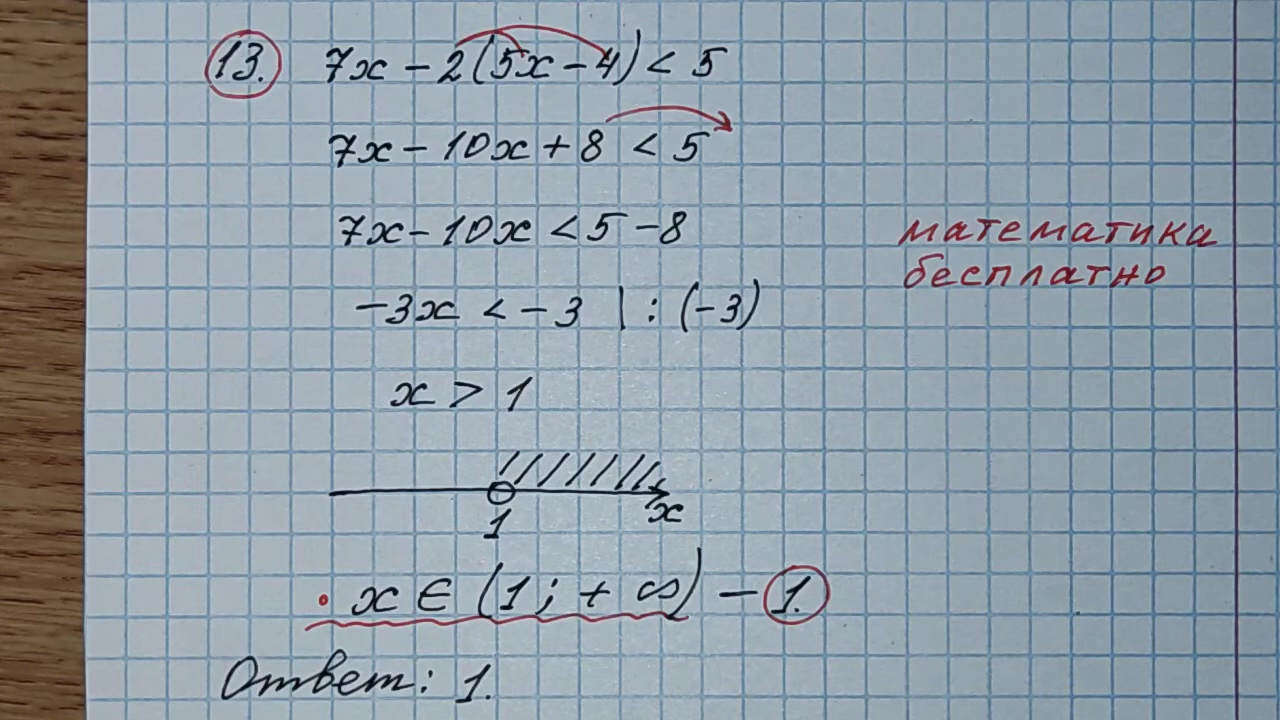 13. 7x - 2(5x - 4) < 5
7x - 10x + 8 < 5
7x - 10x < 5 - 8
-3x < -3 | : (-3)
x > 1
1 x
x ∈ (1; + ∞) - 1.
Ответ: 1.
математика
бесплатно